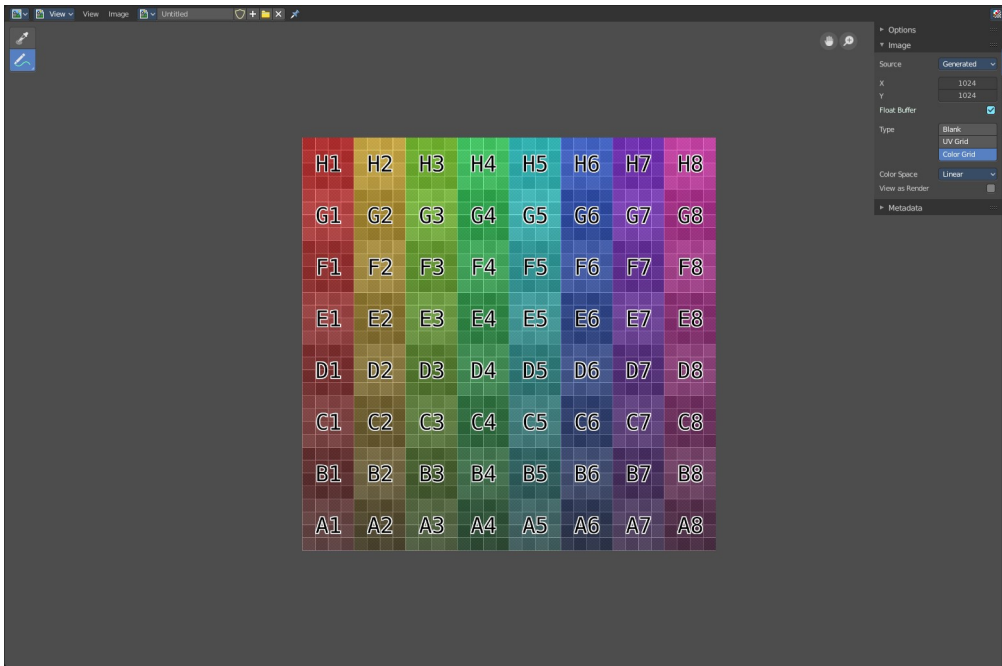 View View Image Untitled
Options
Image
Source Generated
X 1024
Y 1024
Float Buffer
Type Blank
UV Grid
Color Grid
Color Space Linear
View as Render
Metadata
H1 H2 H3 H4 H5 H6 H7 H8
G1 G2 G3 G4 G5 G6 G7 G8
F1 F2 F3 F4 F5 F6 F7 F8
E1 E2 E3 E4 E5 E6 E7 E8
D1 D2 D3 D4 D5 D6 D7 D8
C1 C2 C3 C4 C5 C6 C7 C8
B1 B2 B3 B4 B5 B6 B7 B8
A1 A2 A3 A4 A5 A6 A7 A8